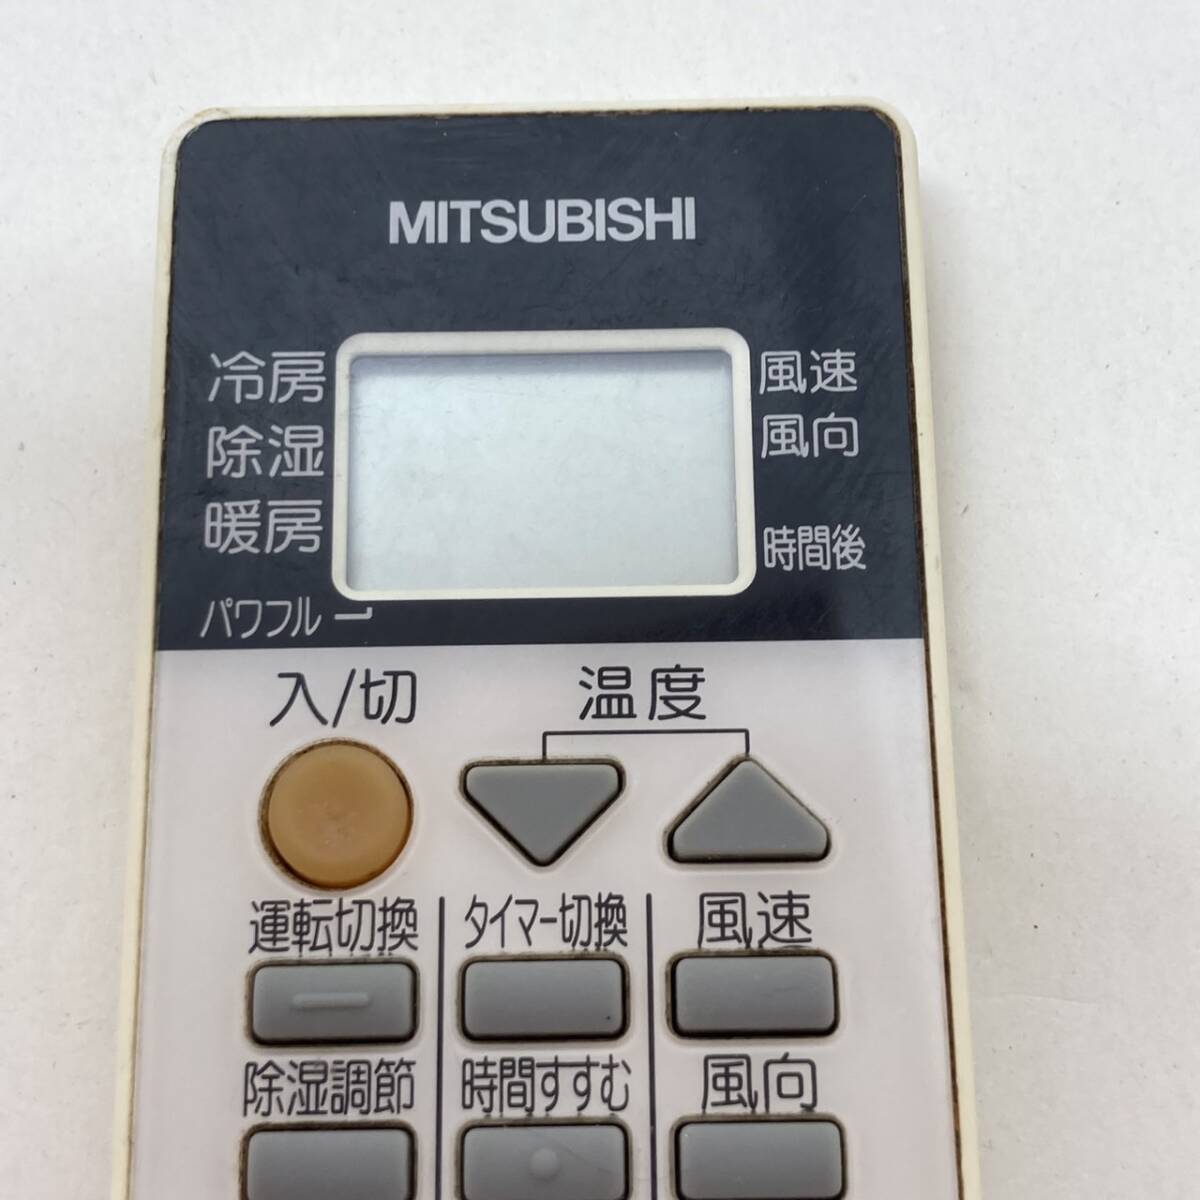 MITSUBISHI
冷房
除湿
暖房
パワフル
風速
風向
時間後
入/切
温度
運転切換
タイマー切換
風速
除湿調節
時間すすむ
風向